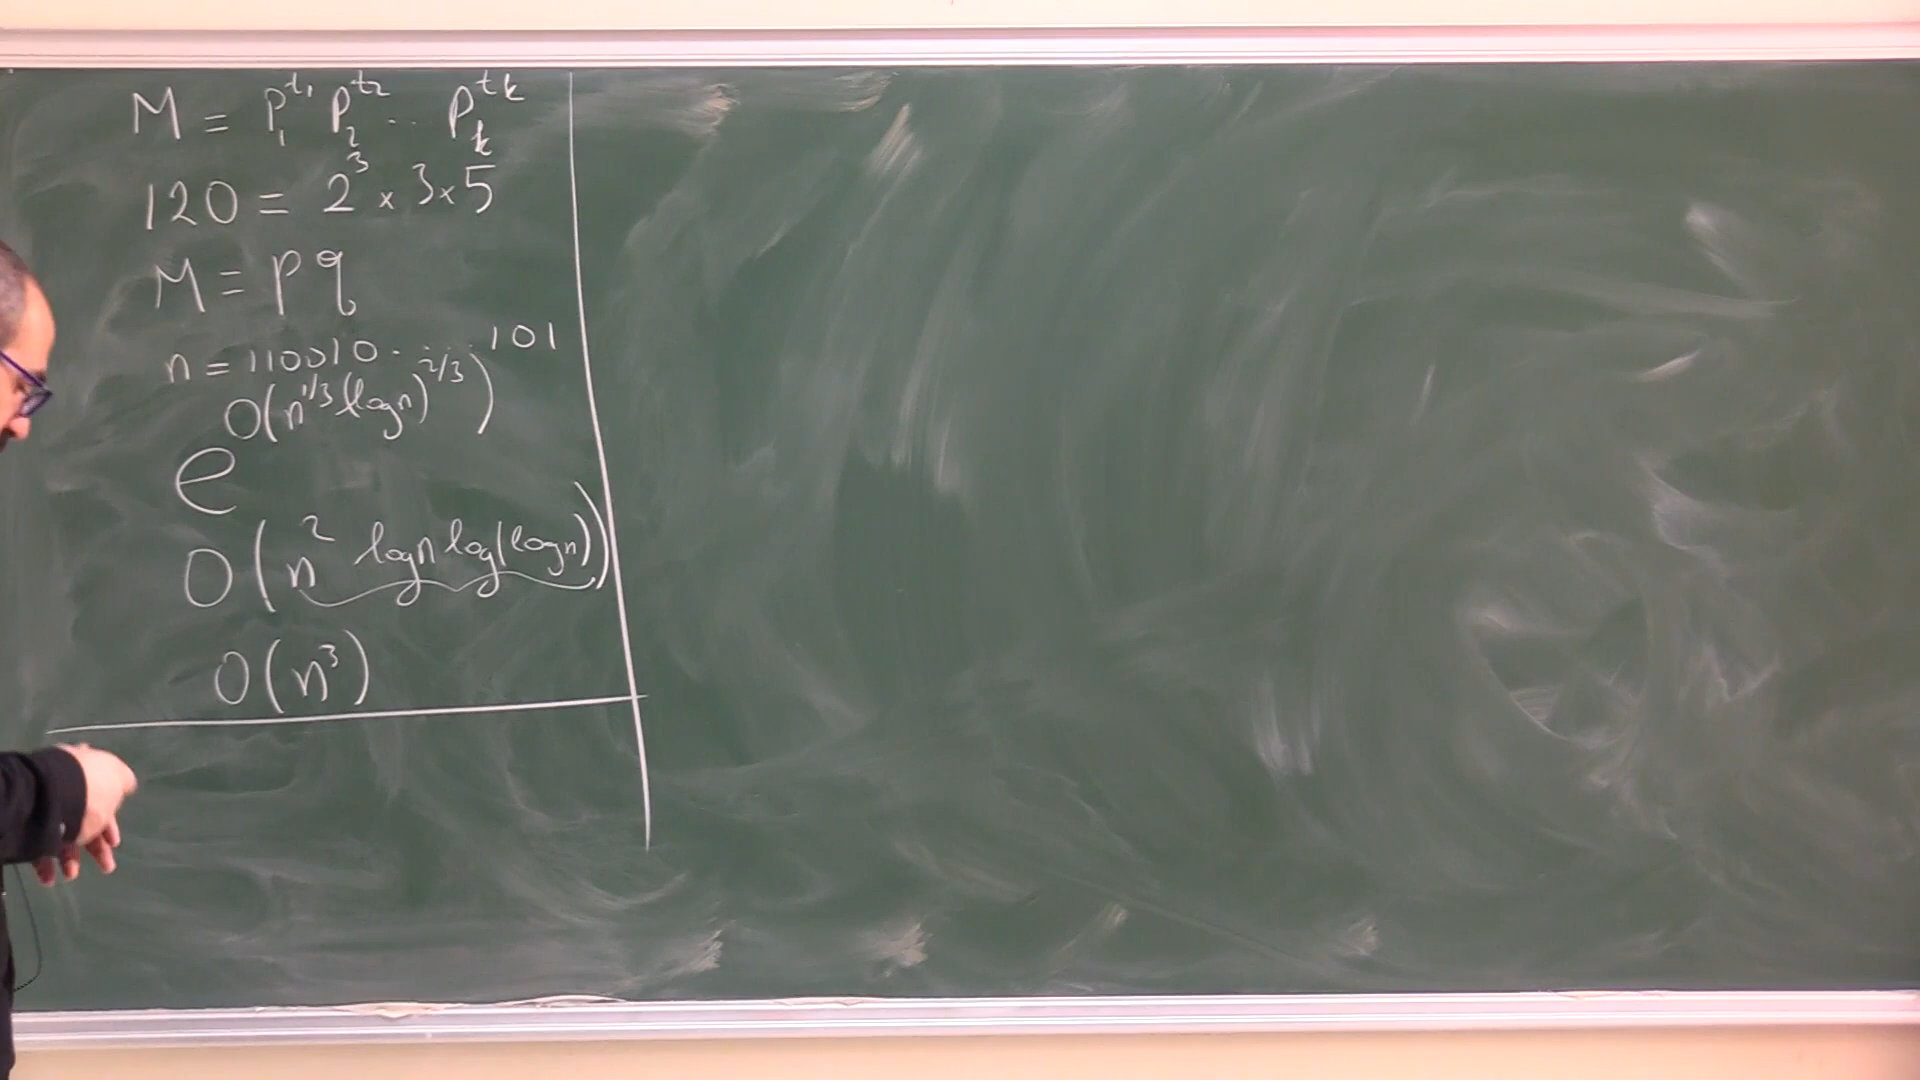 M = p₁^t₁ p₂^t₂ ... p_k^t_k
120 = 2³ × 3 × 5
M = p q
n = 110010.....101
e^O(n^1/3 (log n)^2/3)
O(n² log n log(log n))
O(n³)